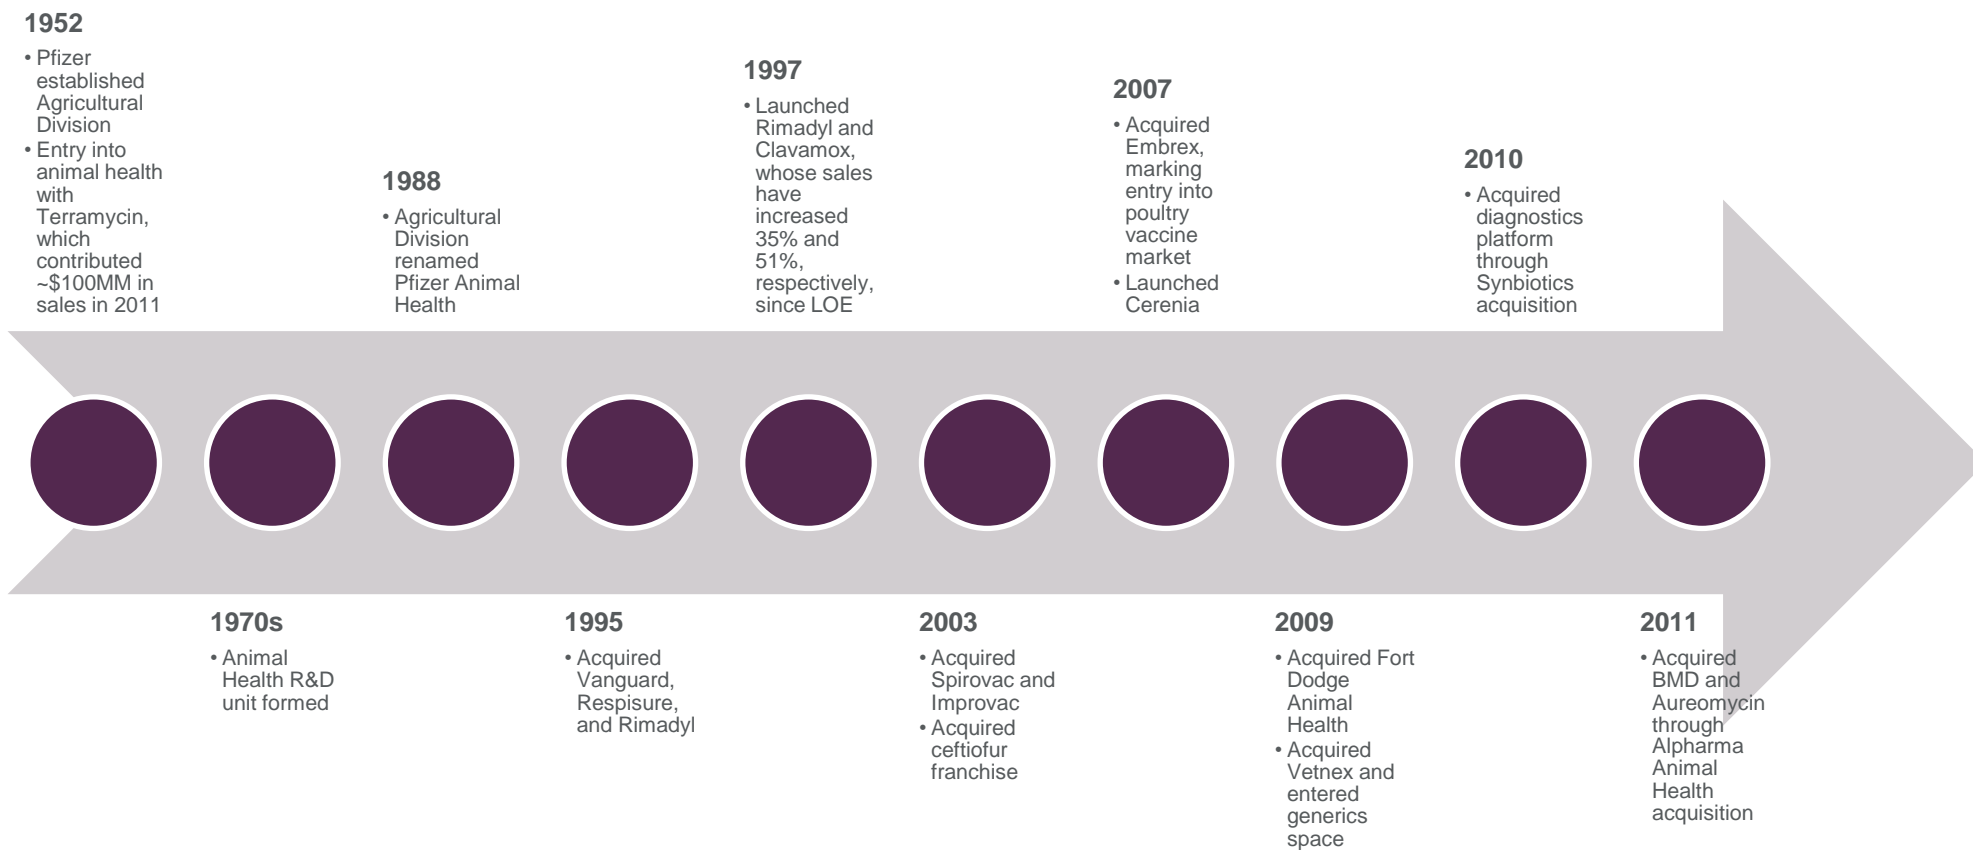 1952
• Pfizer
established
Agricultural
Division
• Entry into
animal health
with
Terramycin,
which
contributed
~$100MM in
sales in 2011
1970s
• Animal
Health R&D
unit formed
1988
• Agricultural
Division
renamed
Pfizer Animal
Health
1995
• Acquired
Vanguard,
Respisure,
and Rimadyl
1997
• Launched
Rimadyl and
Clavamox,
whose sales
have
increased
35% and
51%,
respectively,
since LOE
2003
• Acquired
Spirovac and
Improvac
• Acquired
ceftiofur
franchise
2007
• Acquired
Embrex,
marking
entry into
poultry
vaccine
market
• Launched
Cerenia
2009
• Acquired Fort
Dodge
Animal
Health
• Acquired
Vetnex and
entered
generics
space
2010
• Acquired
diagnostics
platform
through
Synbiotics
acquisition
2011
• Acquired
BMD and
Aureomycin
through
Alpharma
Animal
Health
acquisition